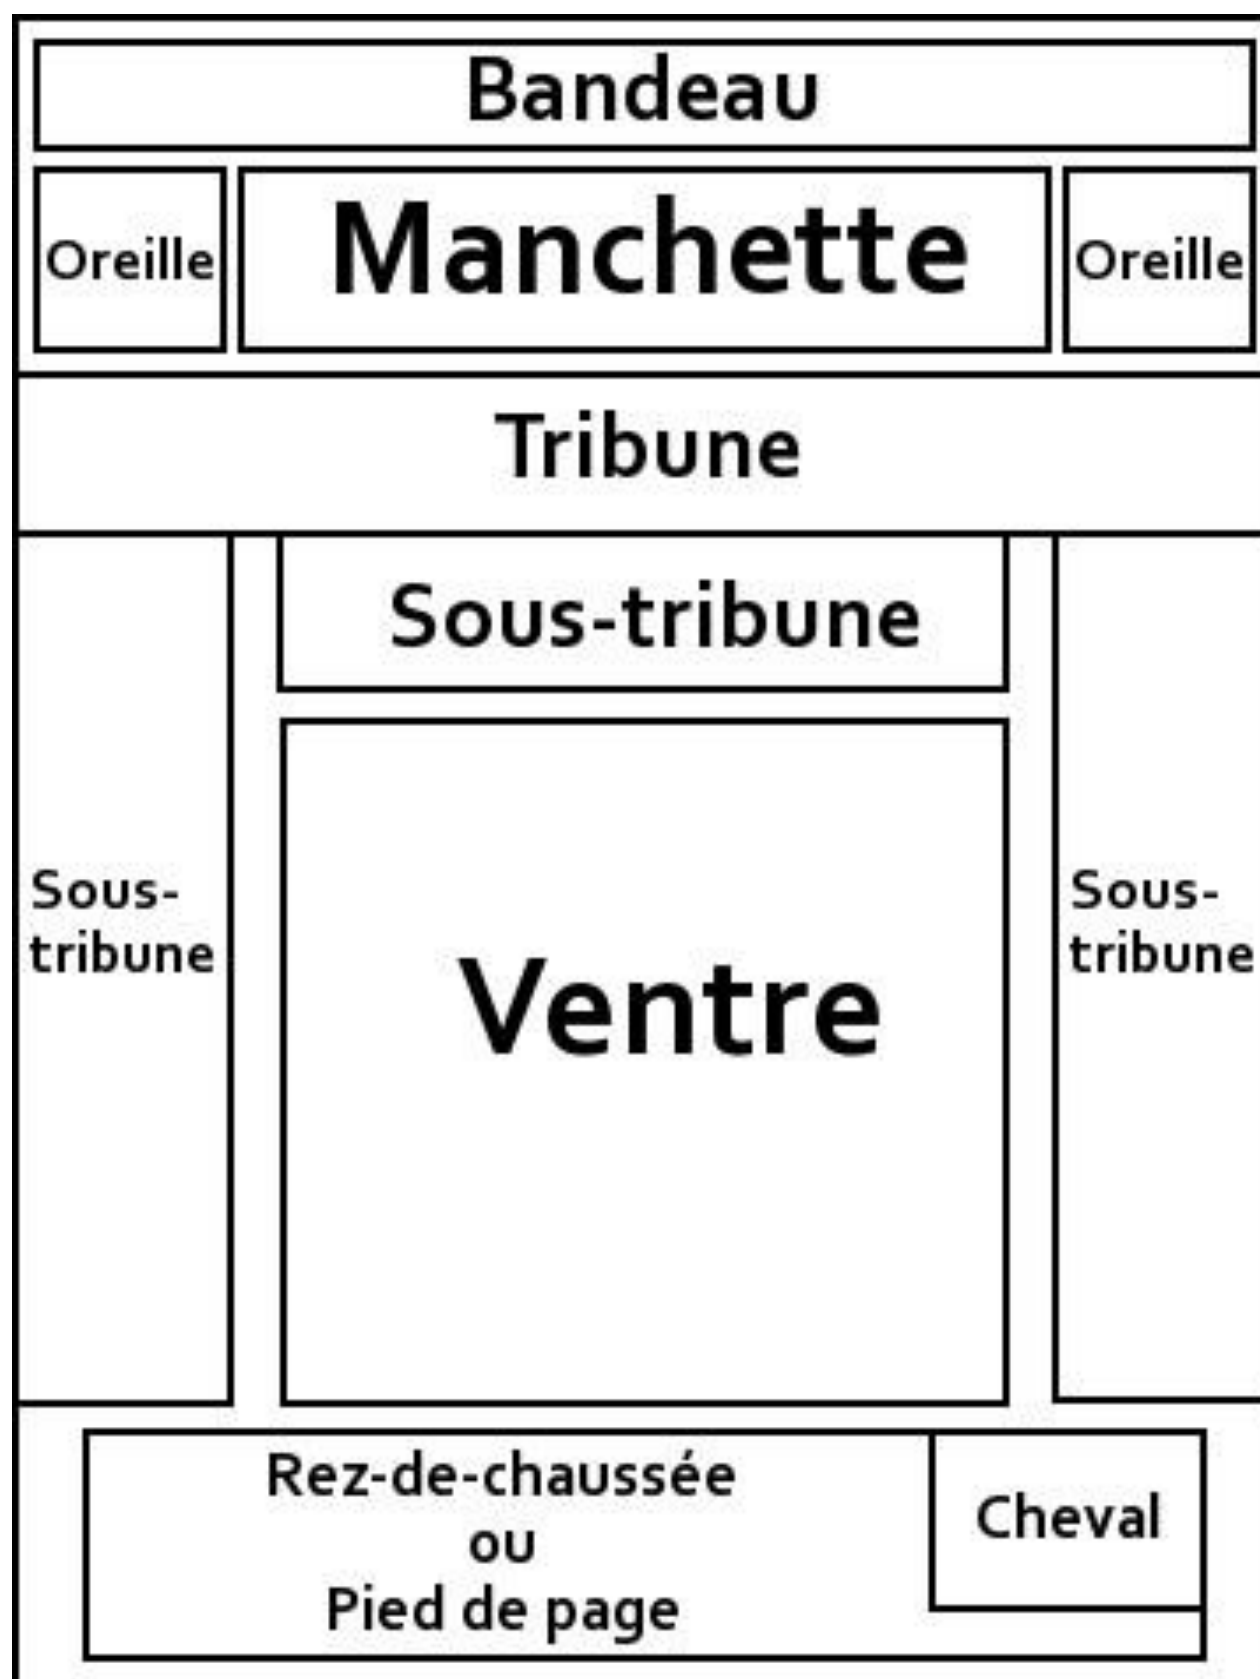 Bandeau
Oreille
Manchette
Oreille
Tribune
Sous-tribune
Sous-
tribune
Ventre
Sous-
tribune
Rez-de-chaussée
ou
Pied de page
Cheval